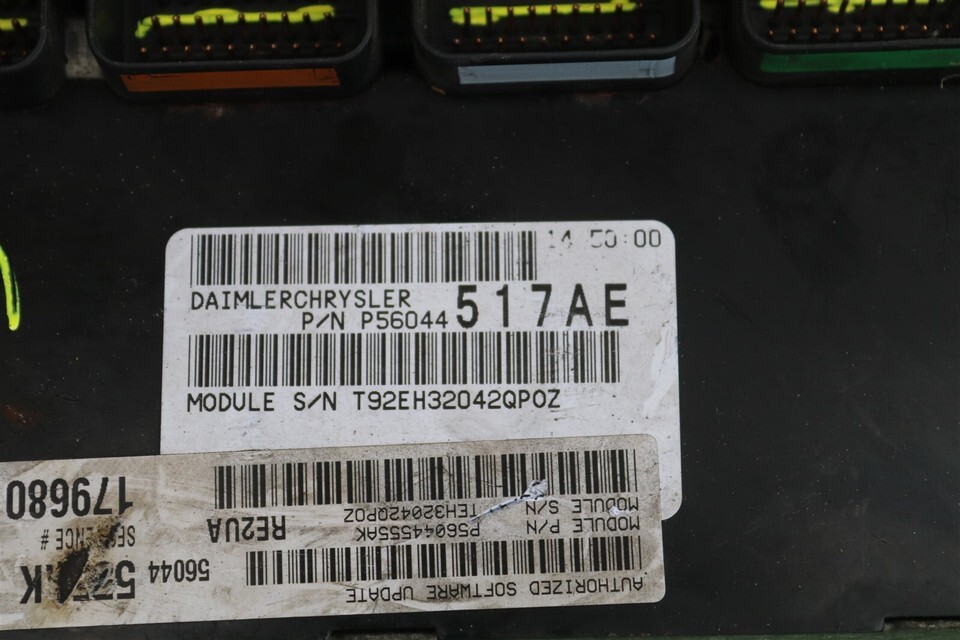 14 50:00
DAIMLERCHRYSLER
P/N P56044 517AE
MODULE S/N T92EH32042QP0Z
AUTHORIZED SOFTWARE UPDATE
56044
MODULE P/N P56044555AK
MODULE S/N TEH32042QP0Z
RE2UA
SEQUENCE #
179680